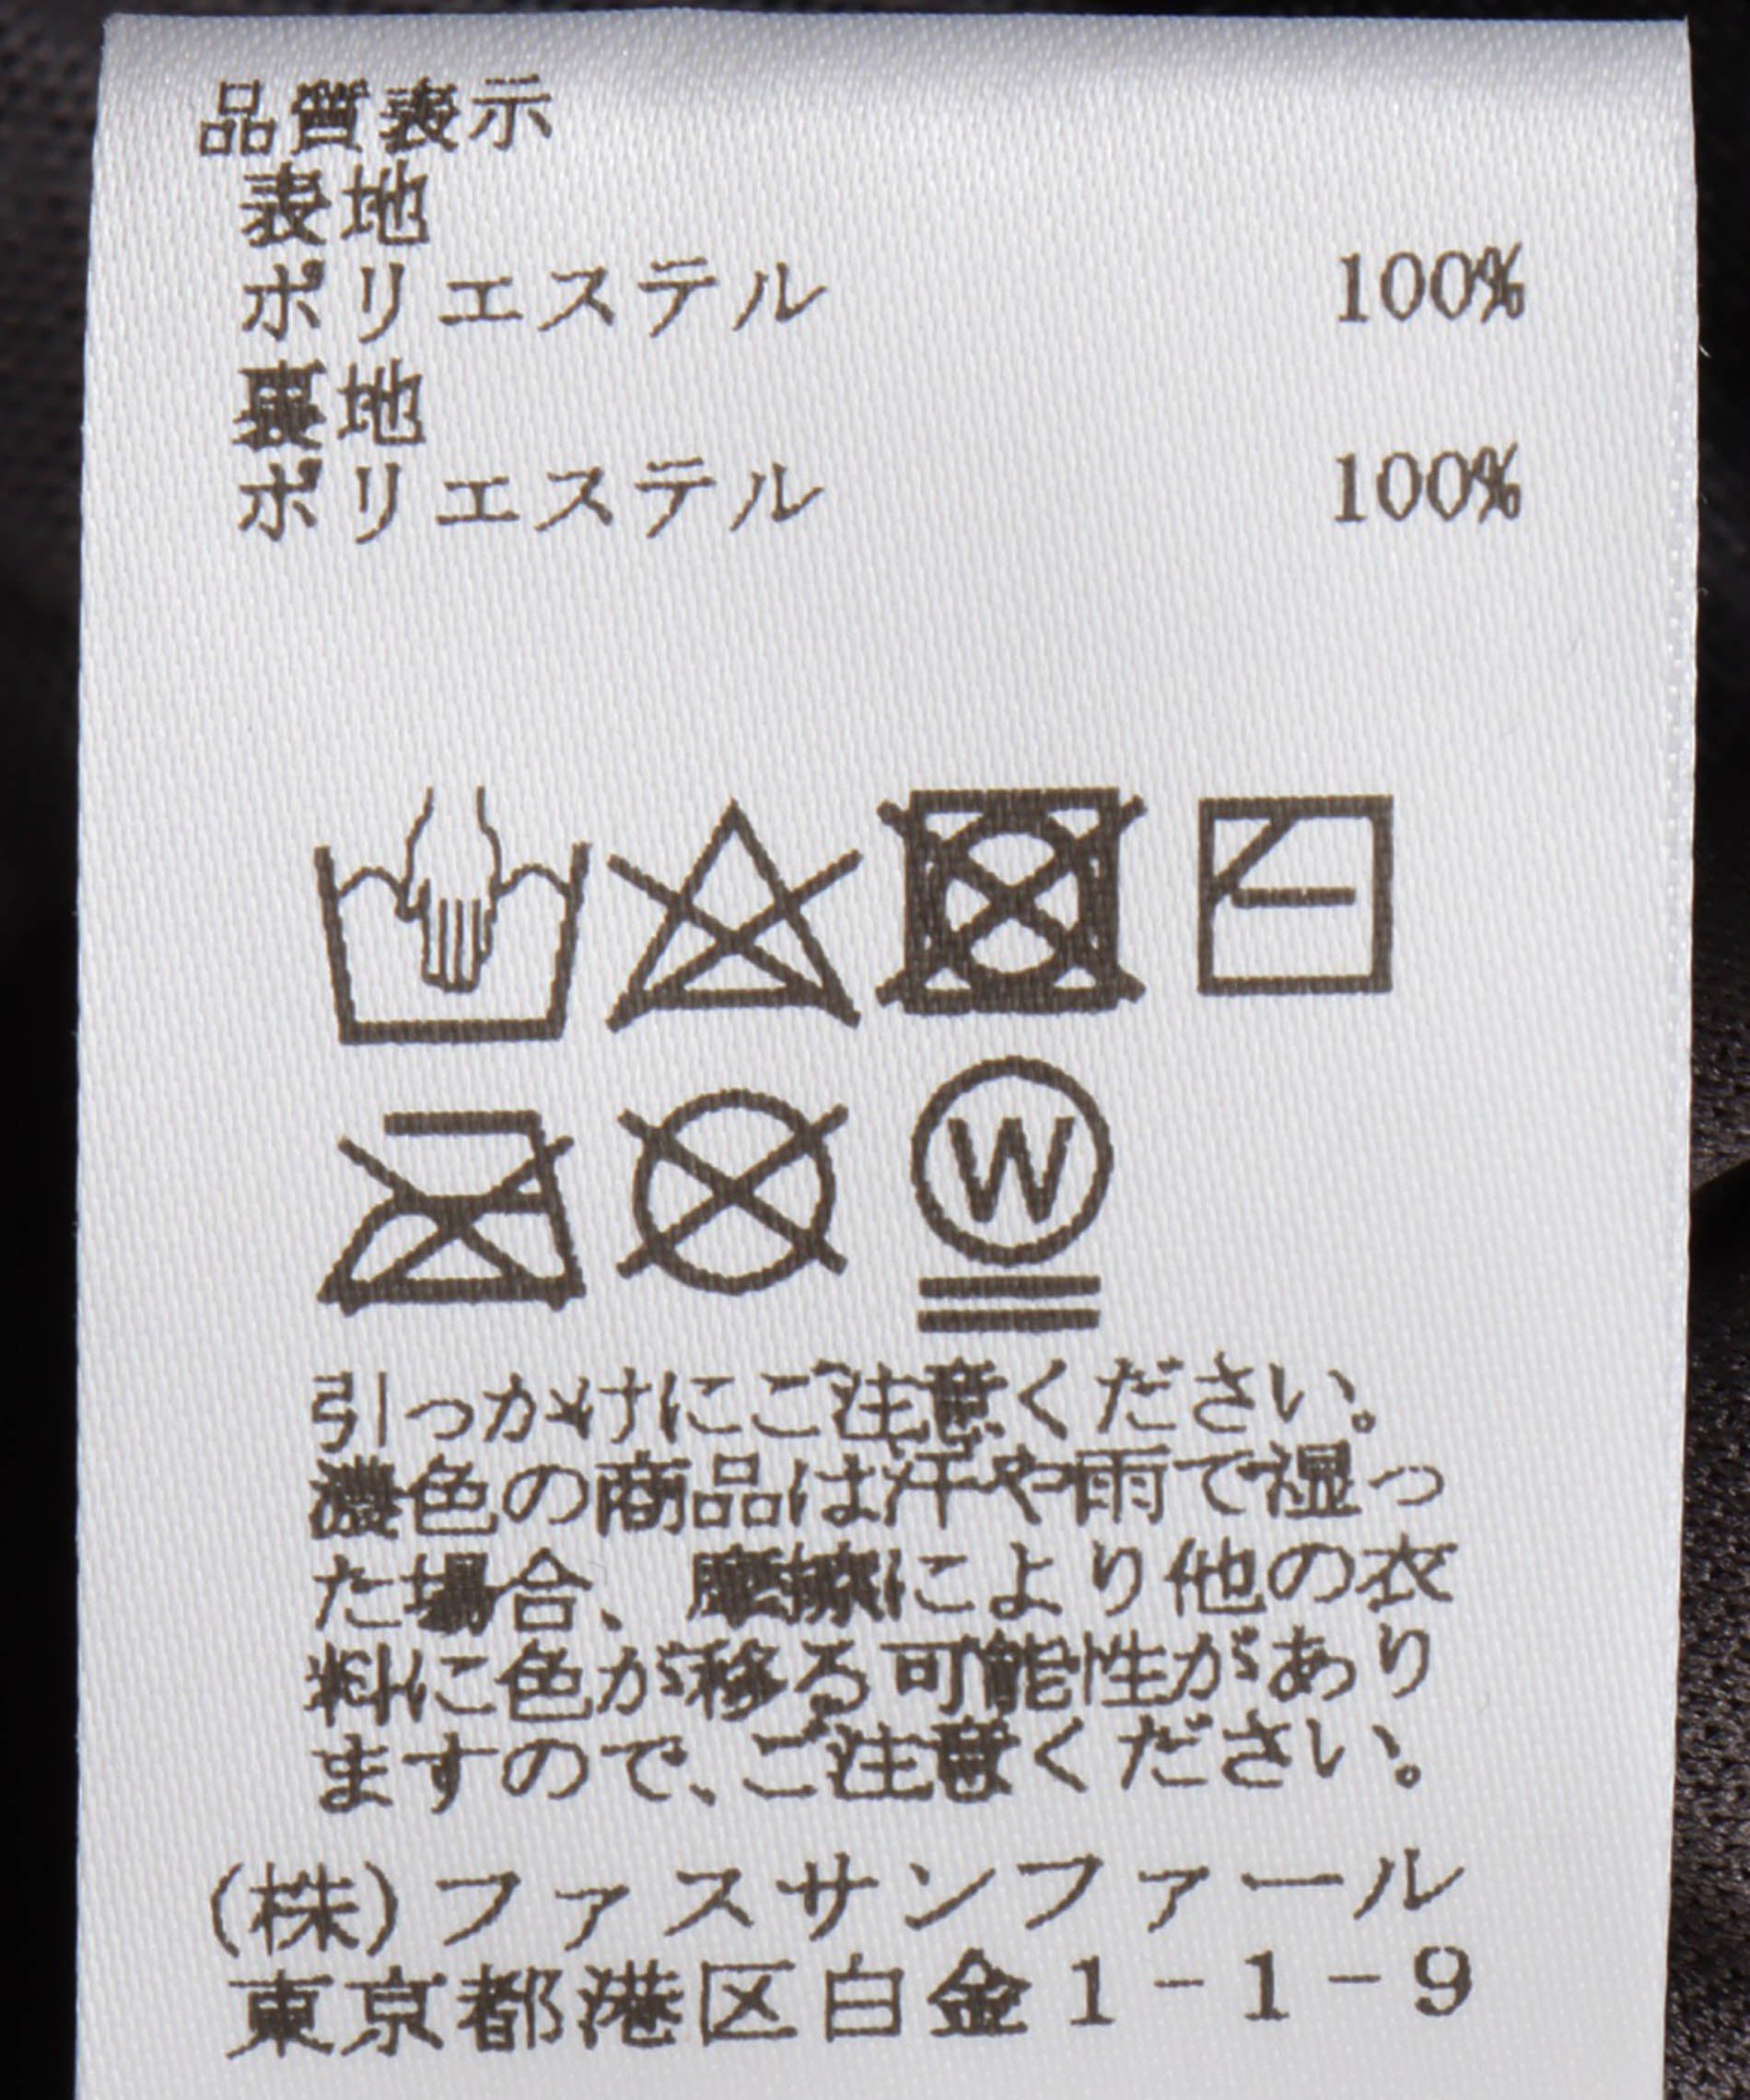 品質表示
表地
ポリエステル 100%
裏地
ポリエステル 100%
W
引っかけにご注意ください。
濃色の商品は汗や雨で湿っ
た場合、摩擦により他の衣
料に色が移る可能性があり
ますので、ご注意ください。
(株)ファスサンファール
東京都港区白金1-1-9